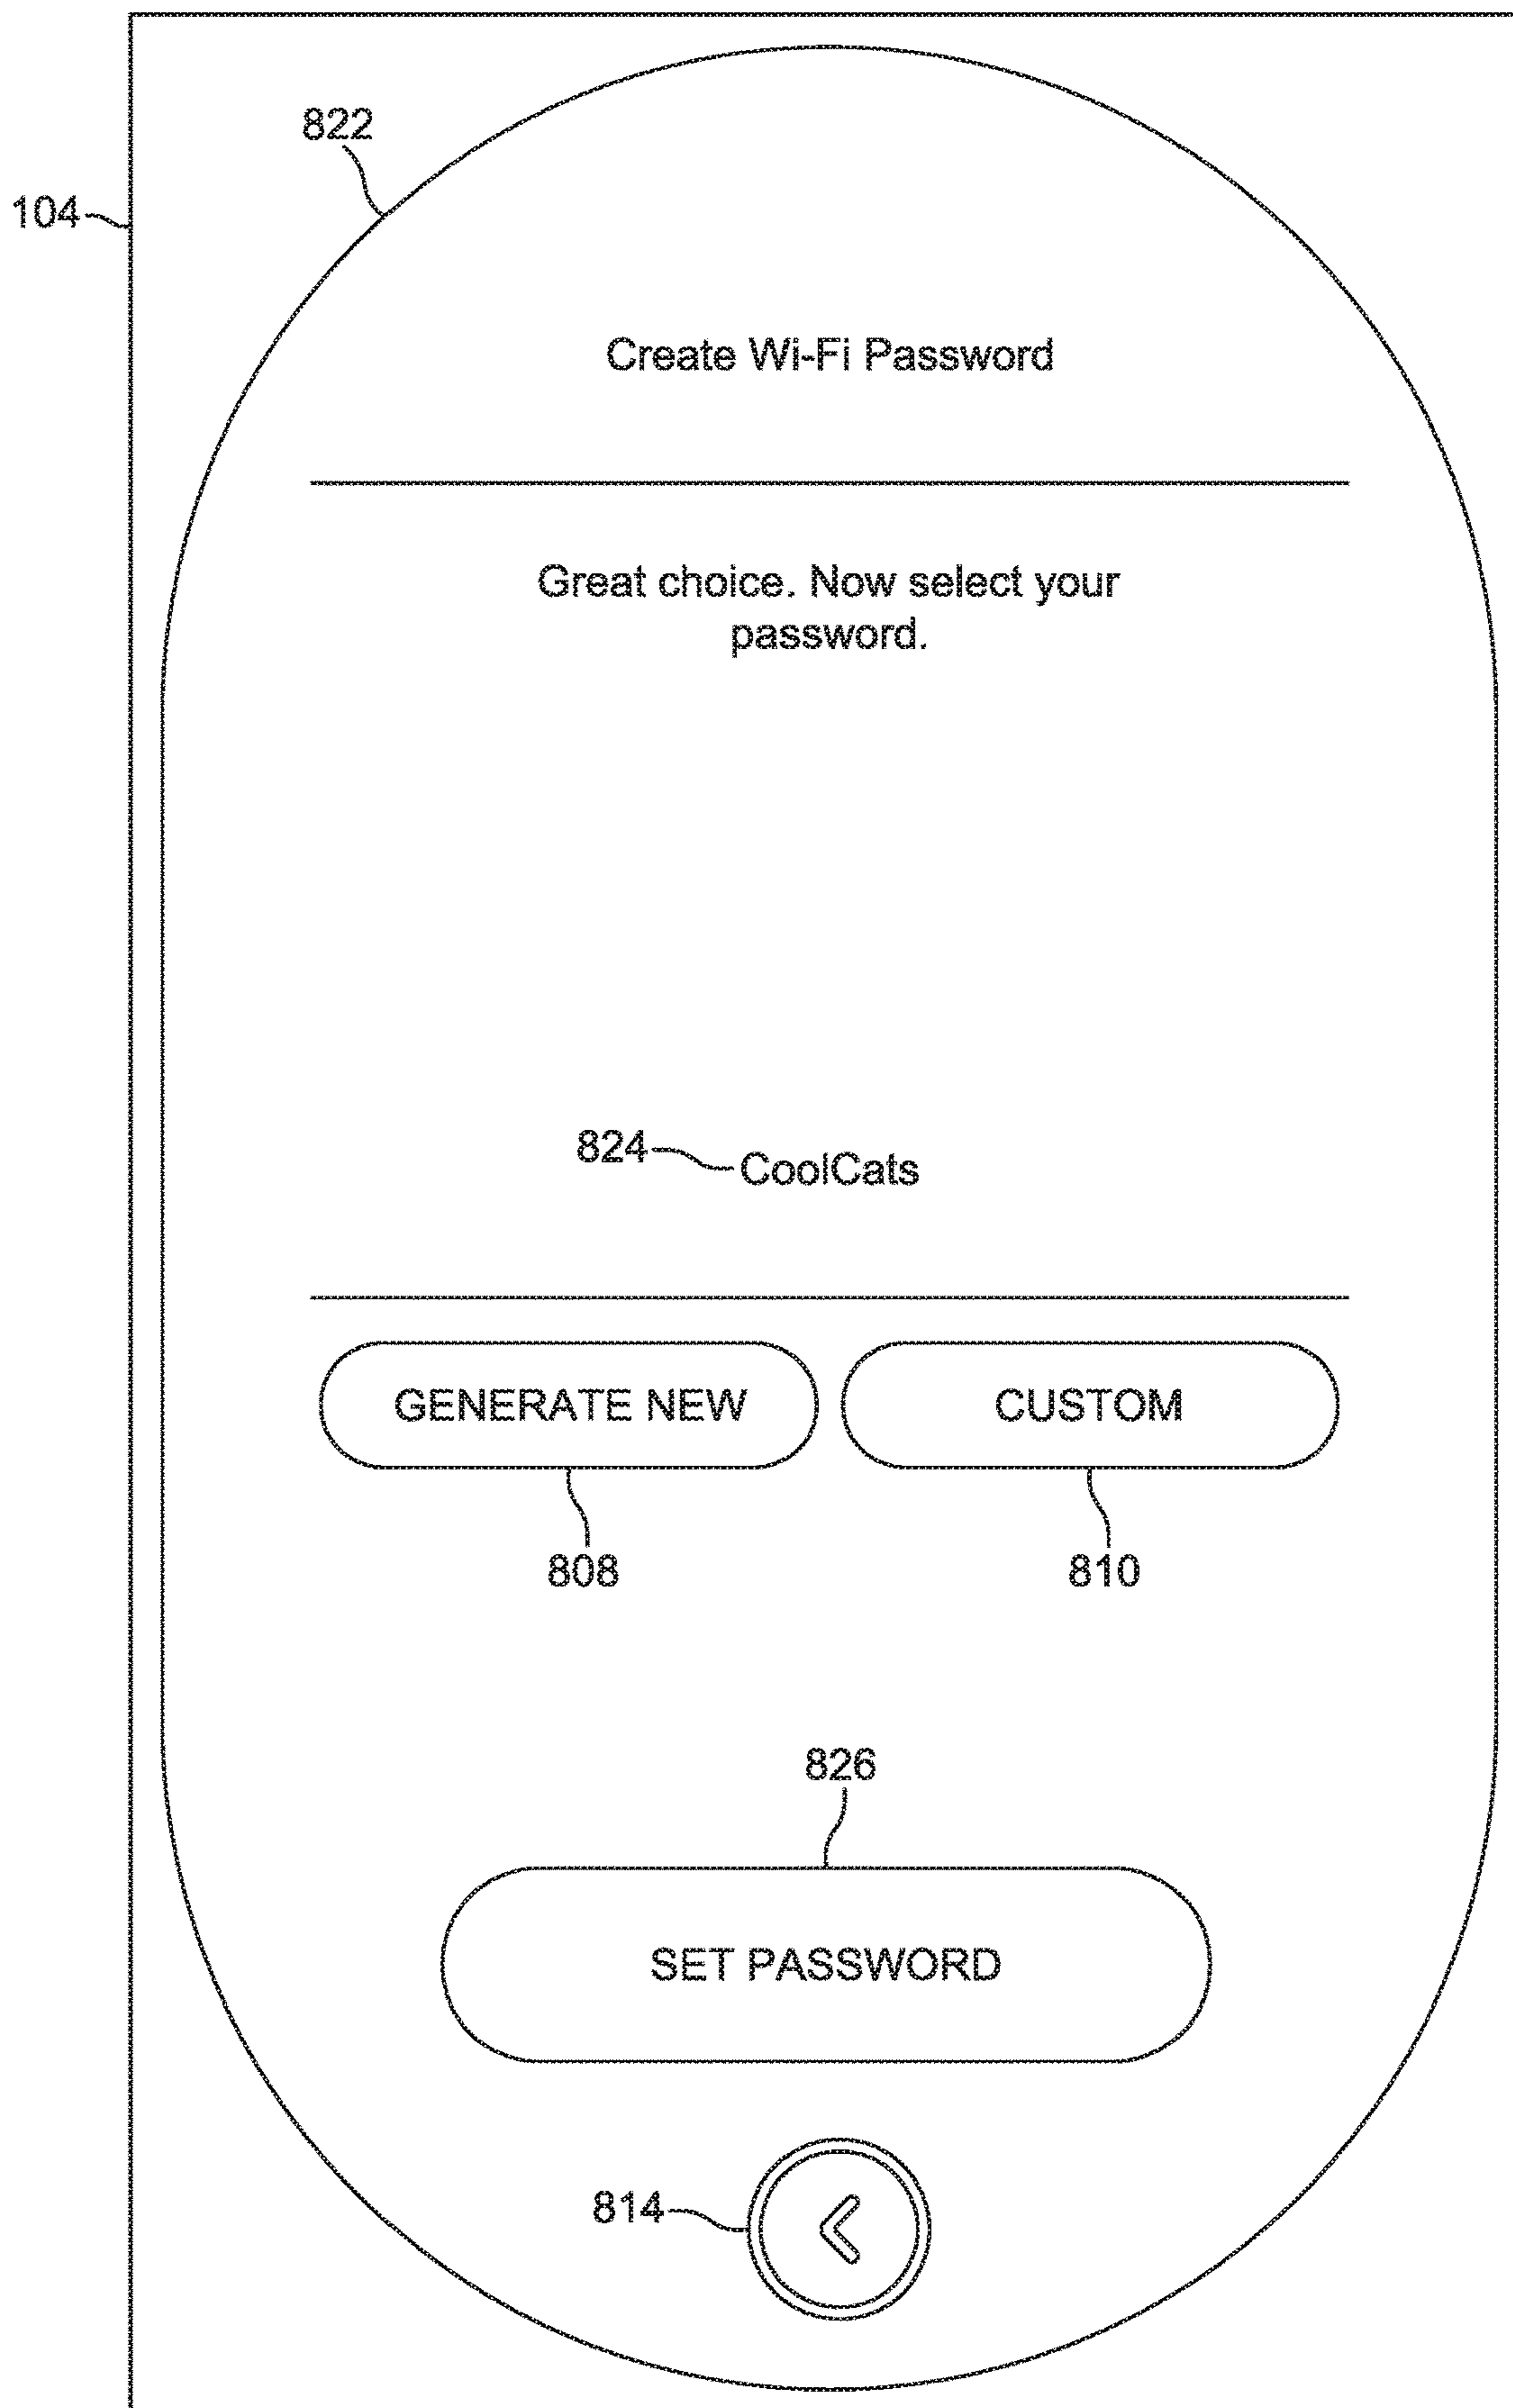 822
104
Create Wi-Fi Password
Great choice. Now select your
password.
824
CoolCats
GENERATE NEW
CUSTOM
808
810
826
SET PASSWORD
814